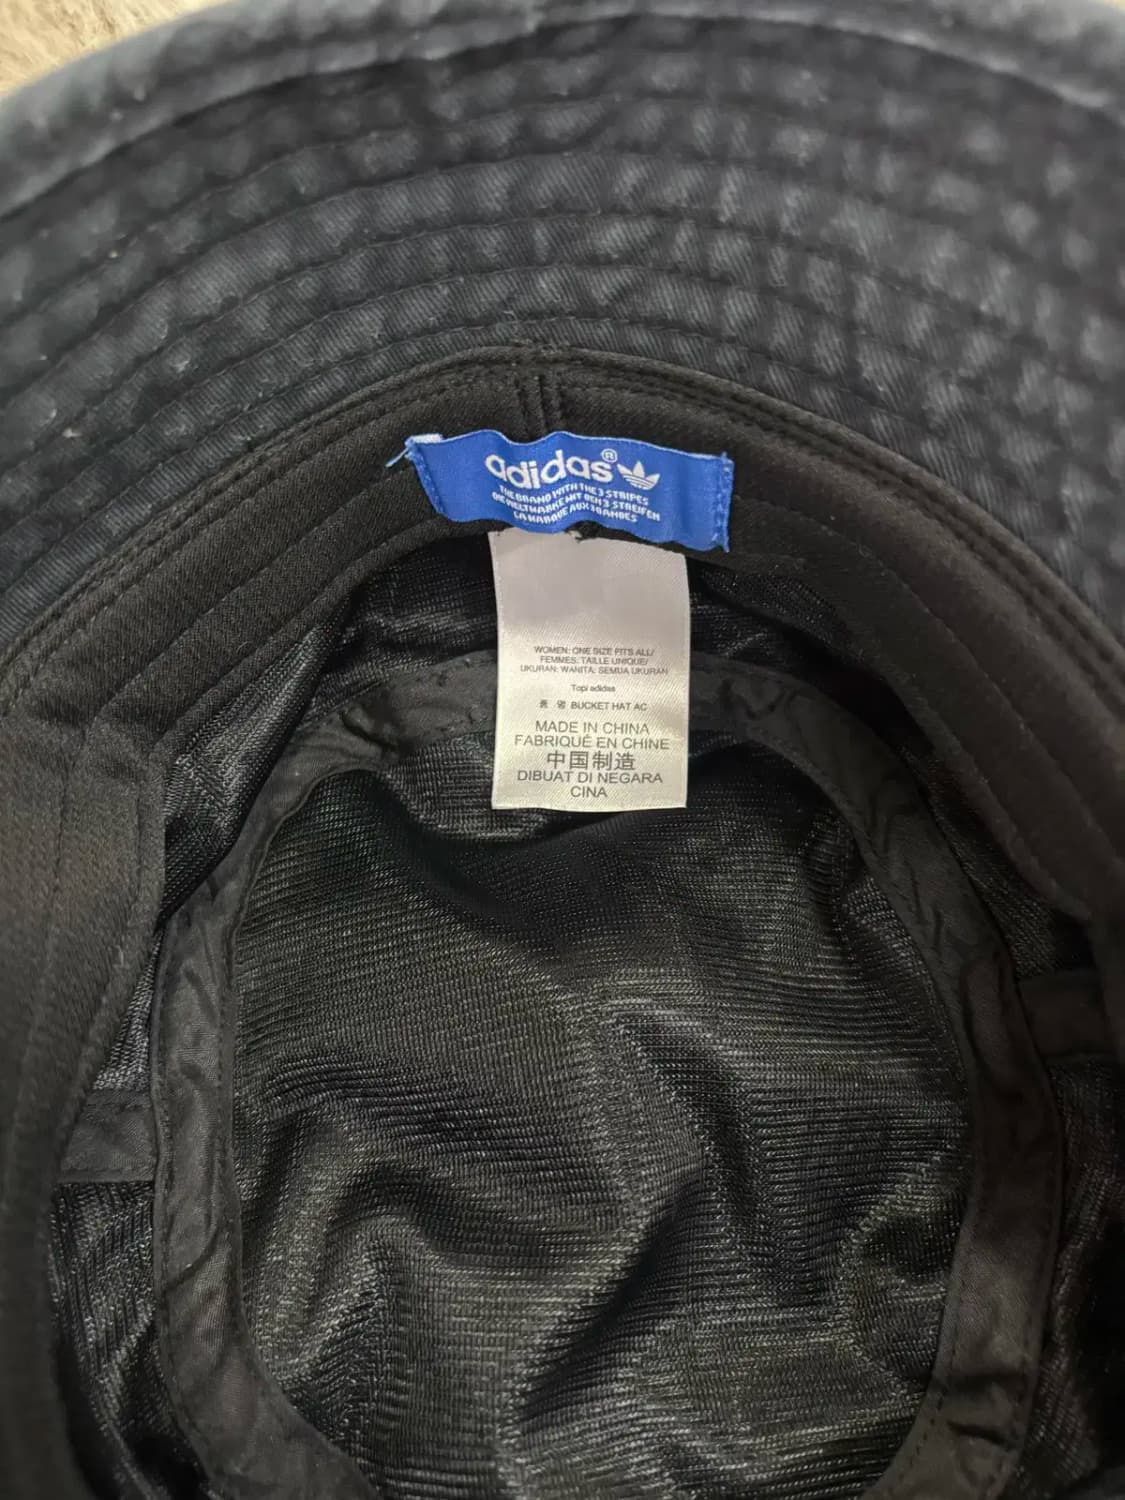 adidas®
THE BRAND WITH THE 3 STRIPES
DIE WELTMARKE MIT DEN 3 STREIFEN
LA MARQUE AUX 3 BANDES
WOMEN: ONE SIZE FITS ALL/
FEMMES: TAILLE UNIQUE/
UKURAN: WANITA: SEMUA UKURAN
Topi adidas
BUCKET HAT AC
MADE IN CHINA
FABRIQUÉ EN CHINE
中国制造
DIBUAT DI NEGARA
CINA